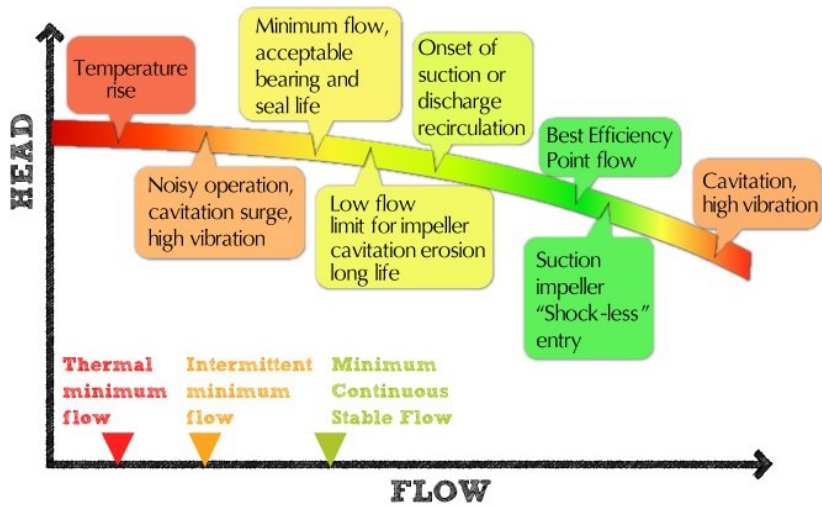 Temperature
rise
Minimum flow,
acceptable
bearing and
seal life
Onset of
suction or
discharge
recirculation
Best Efficiency
Point flow
Cavitation,
high vibration
Noisy operation,
cavitation surge,
high vibration
Low flow
limit for impeller
cavitation erosion
long life
Suction
impeller
“Shock-less”
entry
HEAD
Thermal
minimum
flow
Intermittent
minimum
flow
Minimum
Continuous
Stable Flow
FLOW